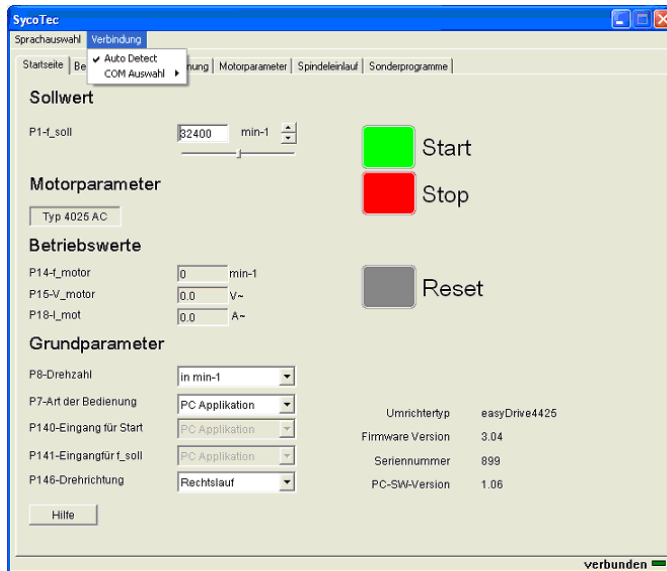 SycoTec
Sprachauswahl Verbindung
Auto Detect
COM Auswahl
Startseite Be nung Motorparameter Spindeleinlauf Sonderprogramme
Sollwert
P1-f_soll 32400 min-1
Start
Stop
Motorparameter
Typ 4025 AC
Betriebswerte
P14-f_motor 0 min-1
P15-V_motor 0.0 V~
P18-I_mot 0.0 A~
Reset
Grundparameter
P8-Drehzahl in min-1
P7-Art der Bedienung PC Applikation
P140-Eingang für Start PC Applikation
P141-Eingangfür f_soll PC Applikation
P146-Drehrichtung Rechtslauf
Umrichtertyp easyDrive4425
Firmware Version 3.04
Seriennummer 899
PC-SW-Version 1.06
Hilfe
verbunden